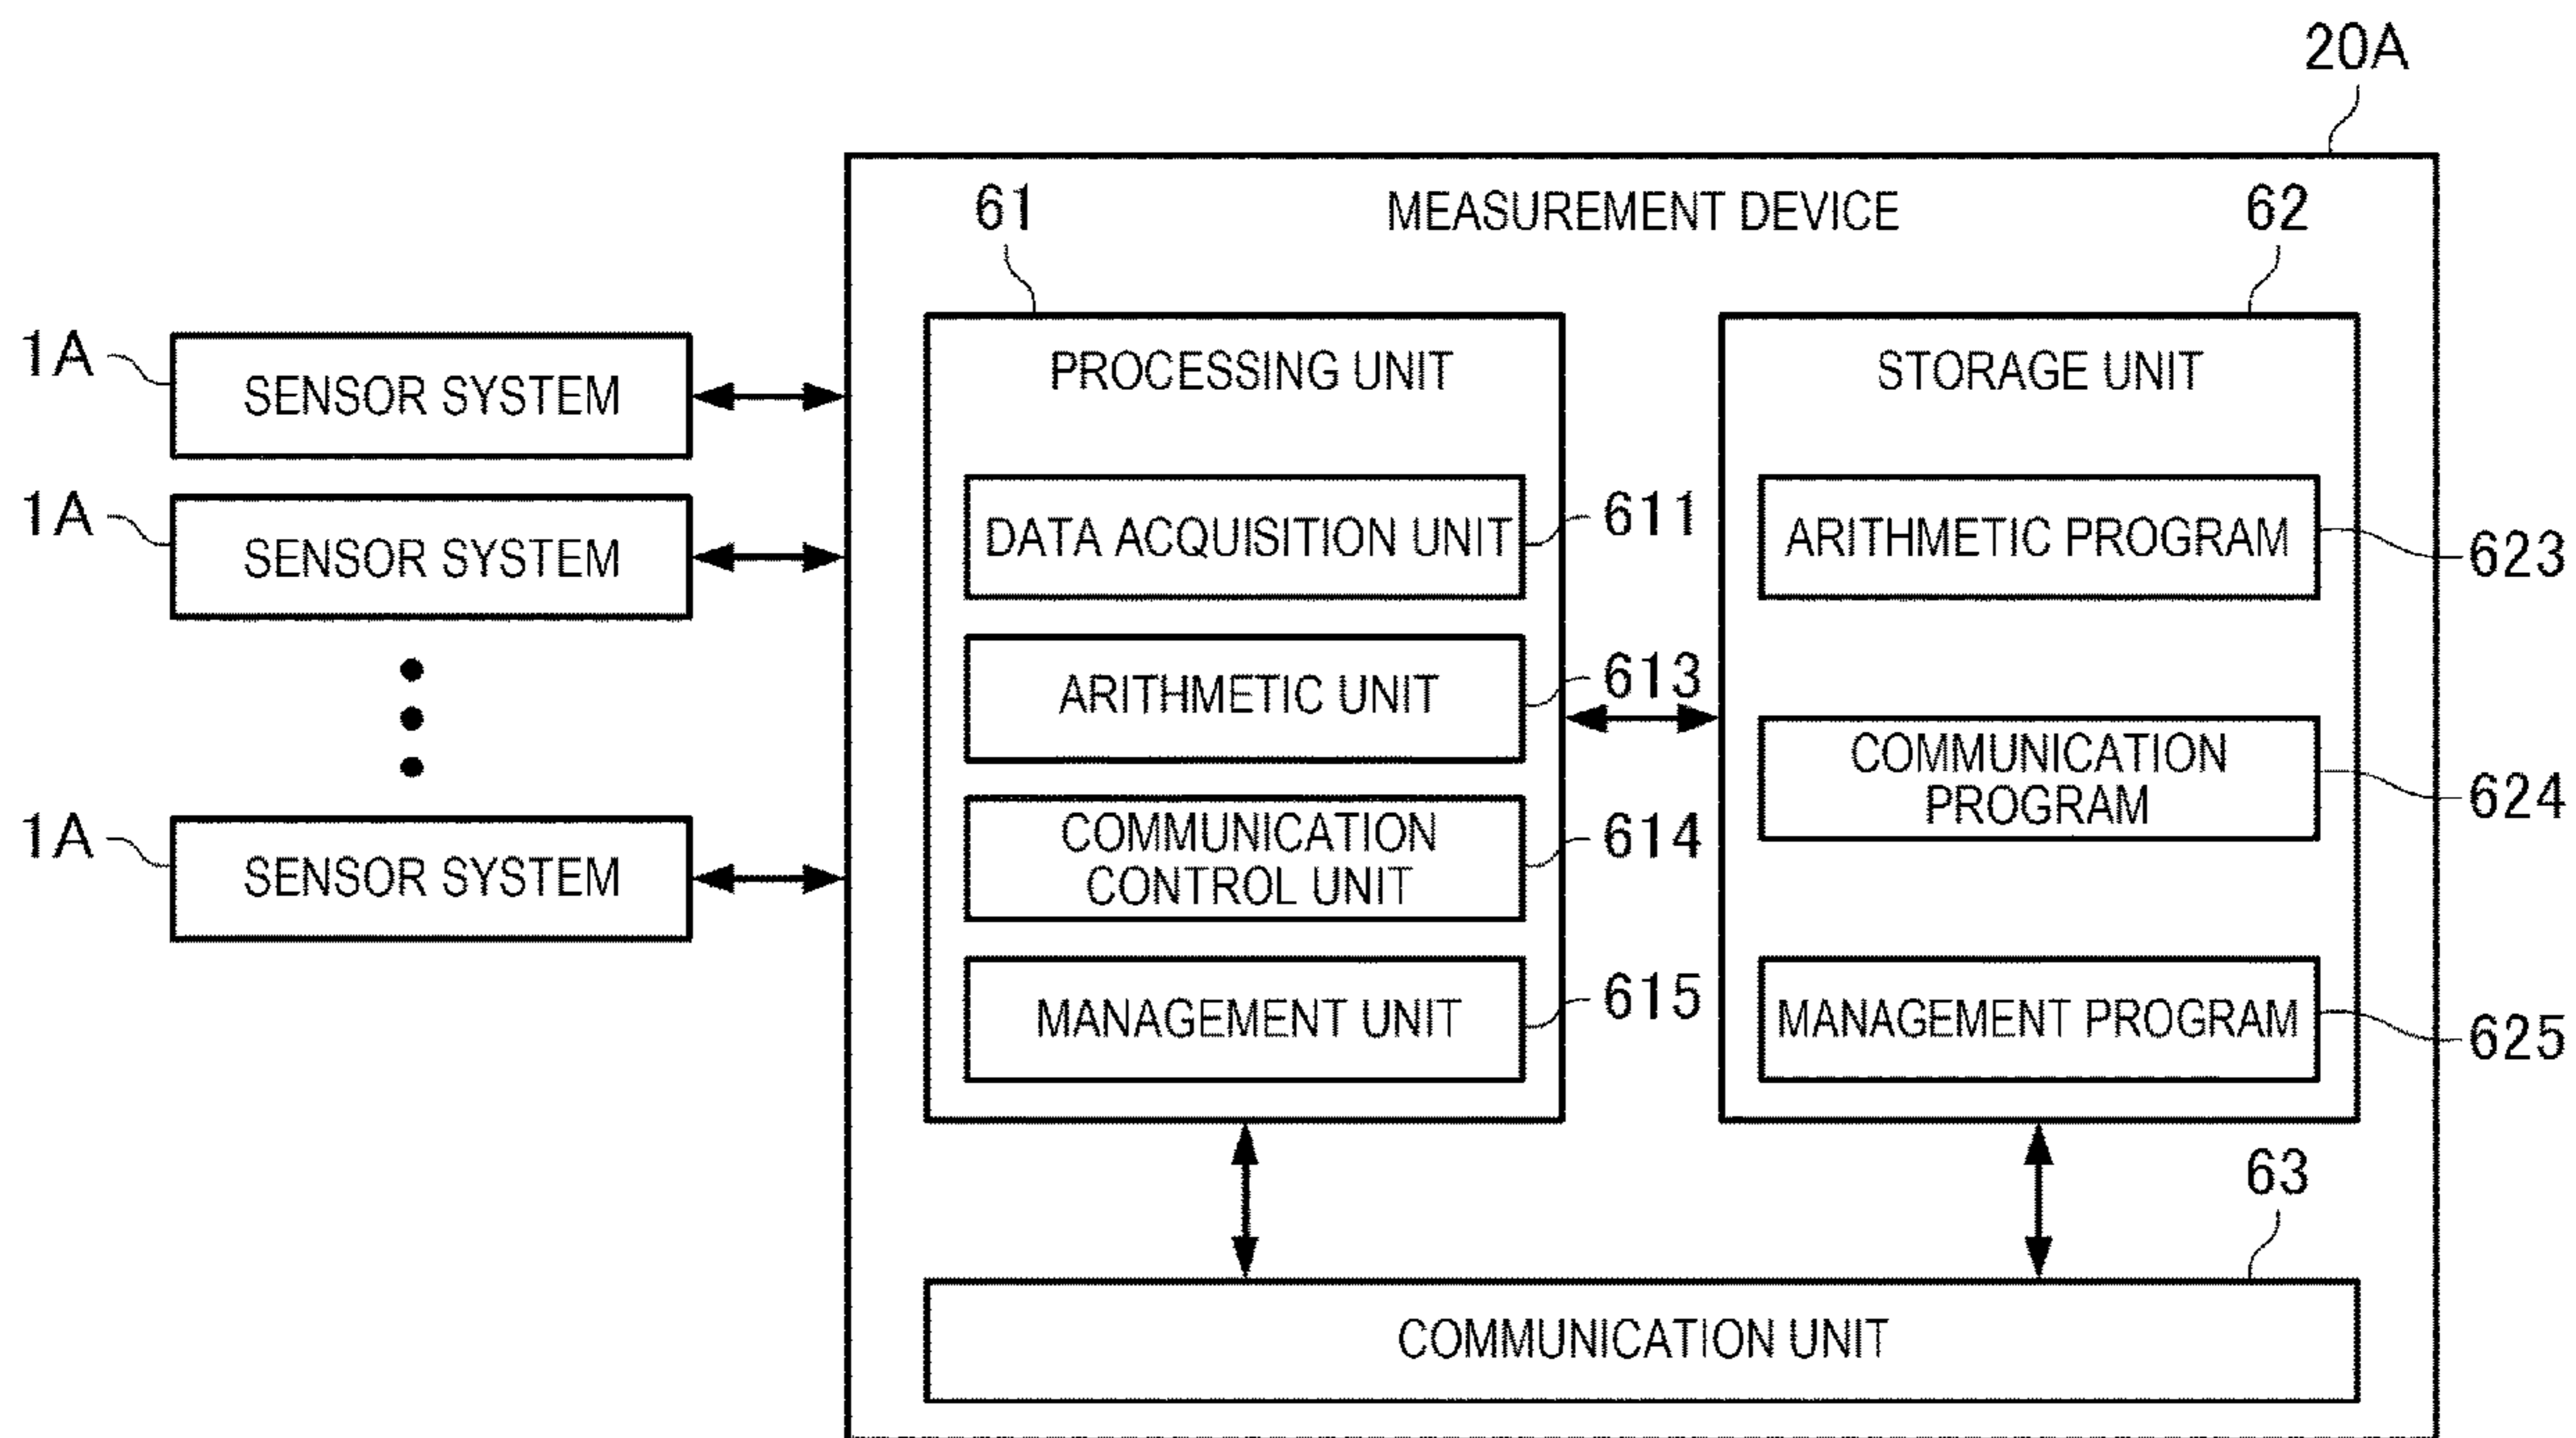 20A
MEASUREMENT DEVICE
61
62
1A
SENSOR SYSTEM
1A
SENSOR SYSTEM
1A
SENSOR SYSTEM
PROCESSING UNIT
DATA ACQUISITION UNIT
611
ARITHMETIC UNIT
613
COMMUNICATION
CONTROL UNIT
614
MANAGEMENT UNIT
615
STORAGE UNIT
ARITHMETIC PROGRAM
623
COMMUNICATION
PROGRAM
624
MANAGEMENT PROGRAM
625
63
COMMUNICATION UNIT